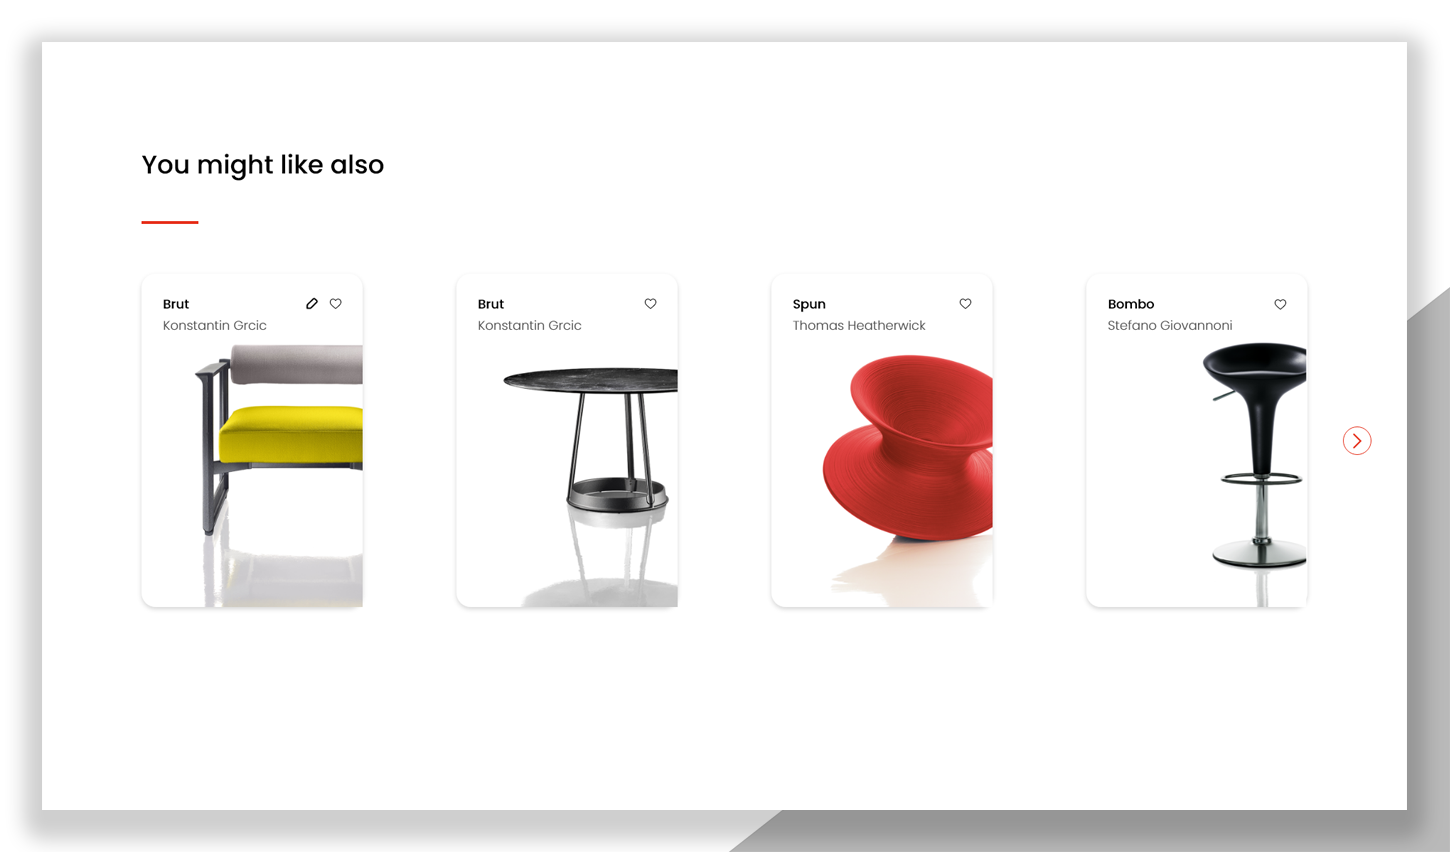 You might like also
Brut
Konstantin Grcic
Brut
Konstantin Grcic
Spun
Thomas Heatherwick
Bombo
Stefano Giovannoni